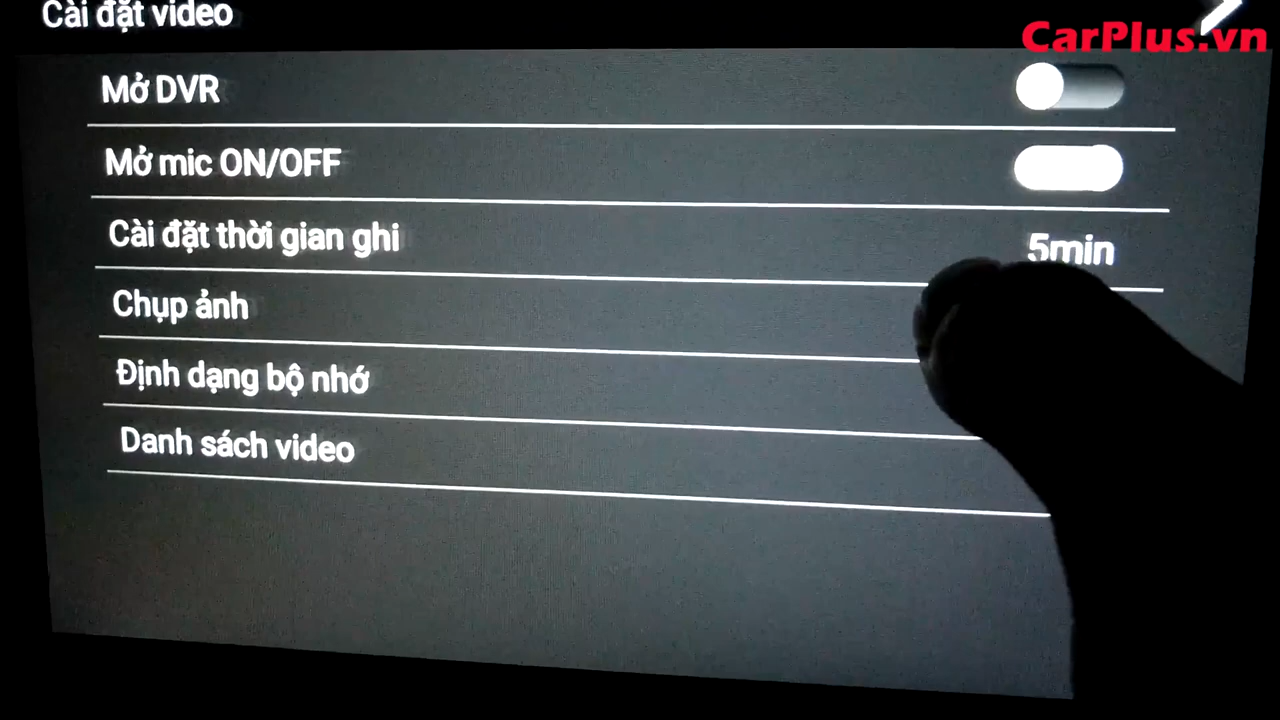 Cài đặt video
CarPlus.vn
Mở DVR
Mở mic ON/OFF
Cài đặt thời gian ghi
5min
Chụp ảnh
Định dạng bộ nhớ
Danh sách video